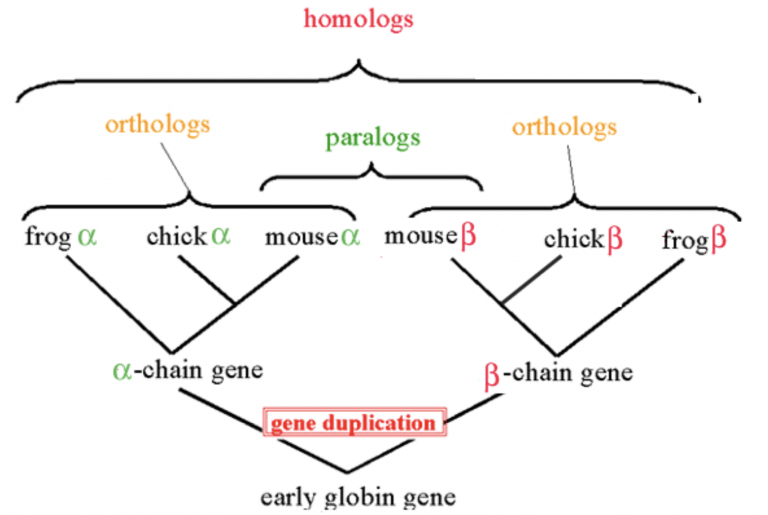 homologs
orthologs
paralogs
orthologs
frog α
chick α
mouse α
mouse β
chick β
frog β
α-chain gene
β-chain gene
gene duplication
early globin gene